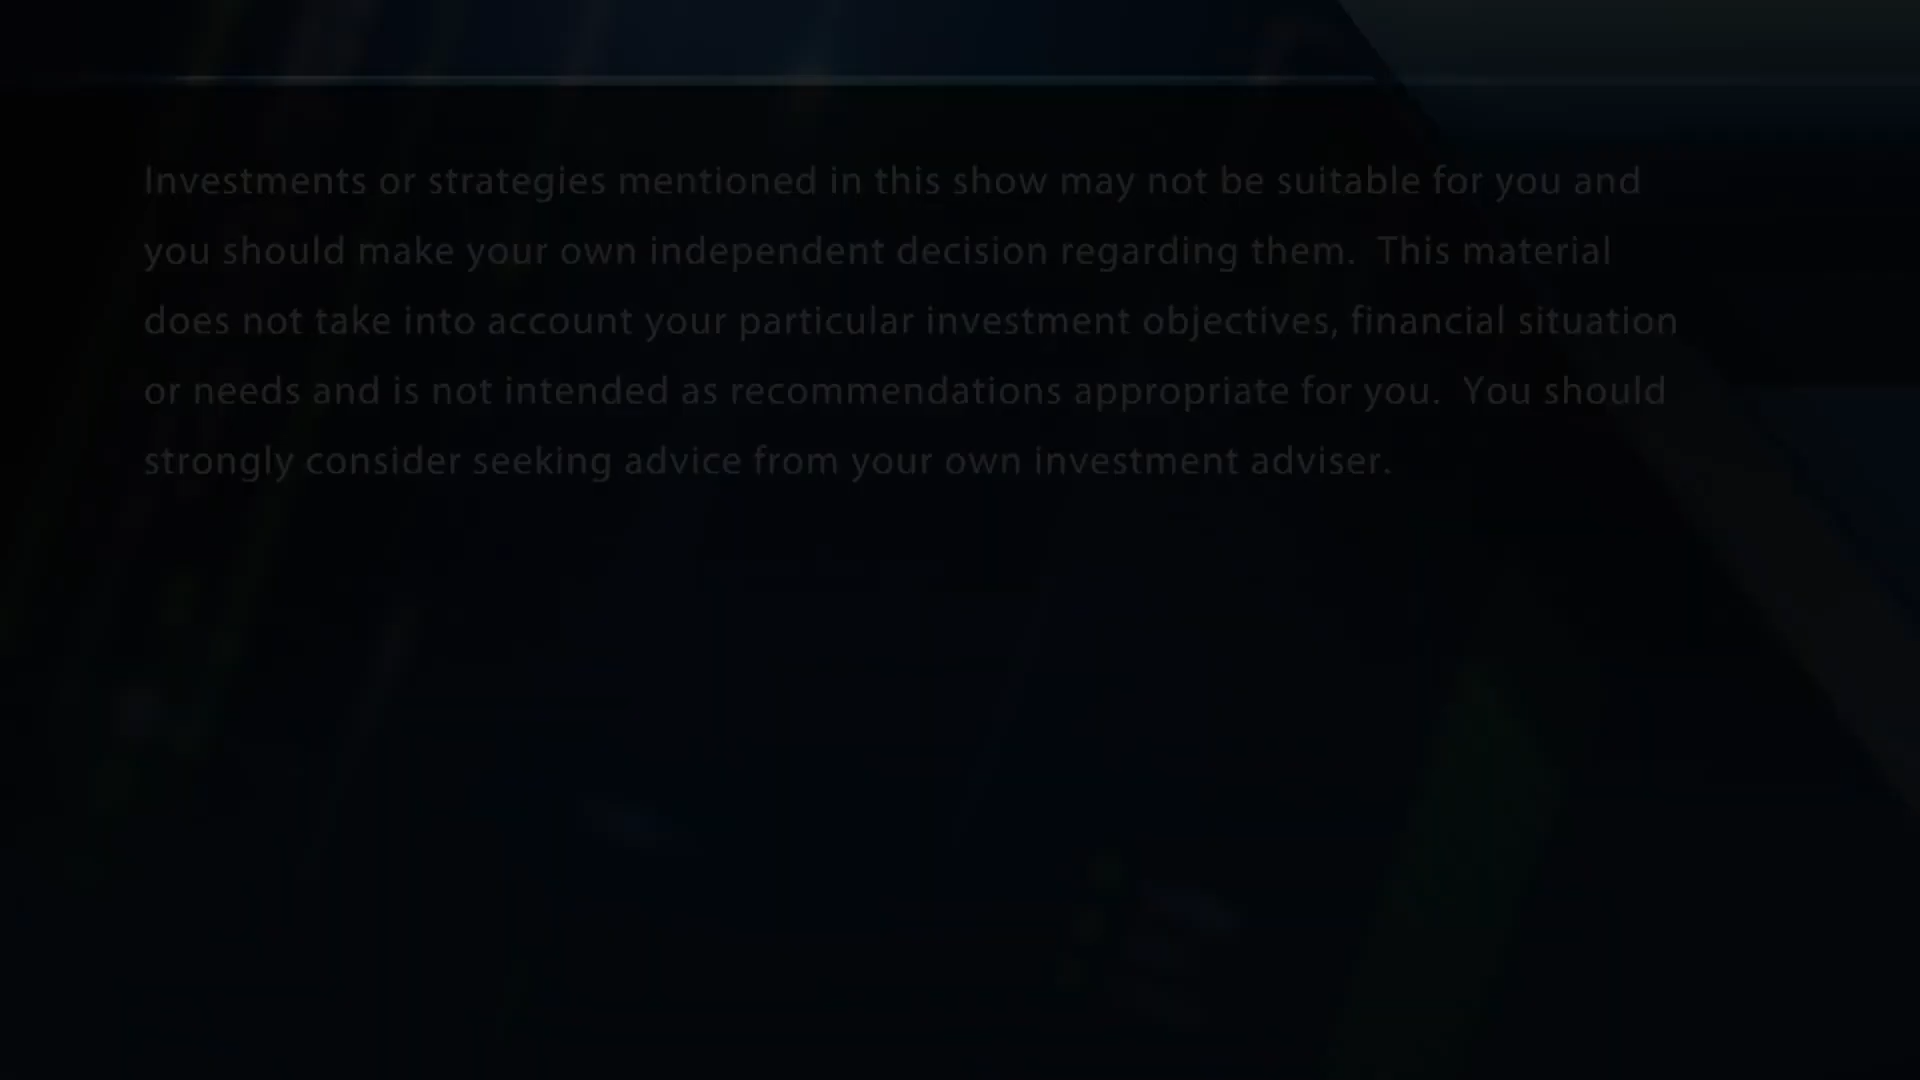 Investments or strategies mentioned in this show may not be suitable for you and
you should make your own independent decision regarding them.  This material
does not take into account your particular investment objectives, financial situation
or needs and is not intended as recommendations appropriate for you.  You should
strongly consider seeking advice from your own investment adviser.